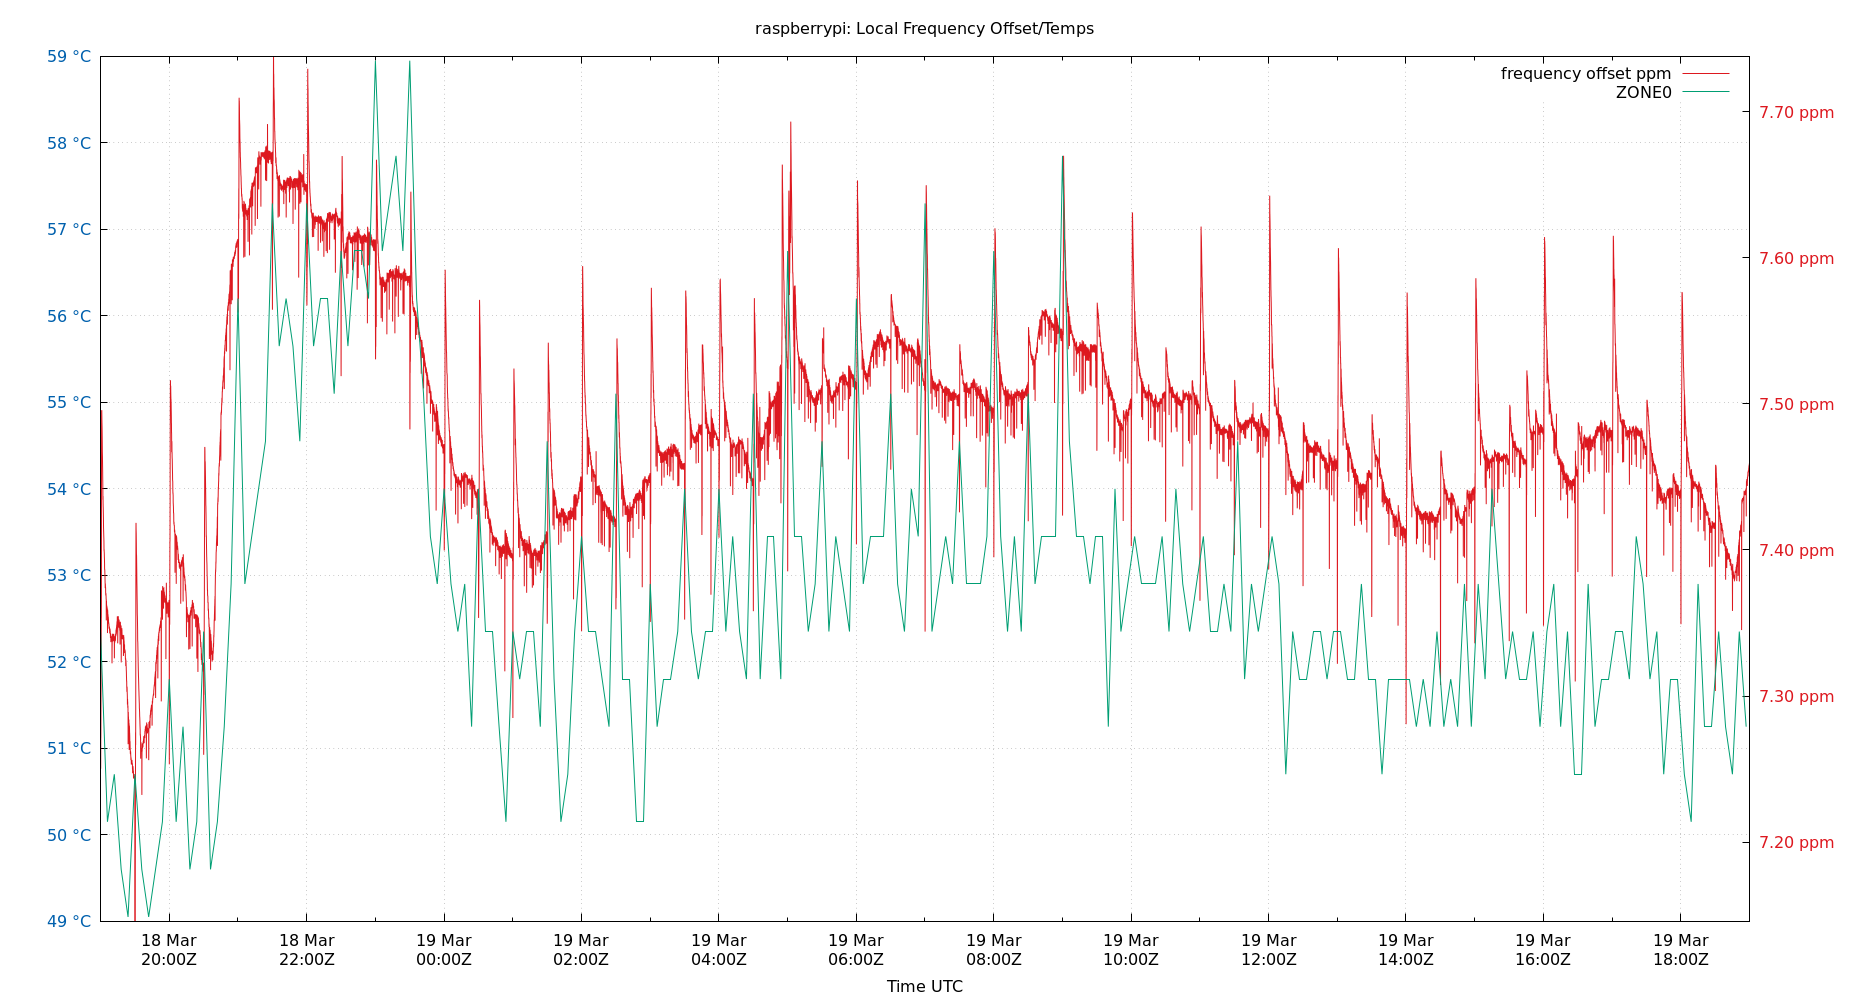 raspberrypi: Local Frequency Offset/Temps
frequency offset ppm
ZONE0
59 °C
58 °C
57 °C
56 °C
55 °C
54 °C
53 °C
52 °C
51 °C
50 °C
49 °C
7.70 ppm
7.60 ppm
7.50 ppm
7.40 ppm
7.30 ppm
7.20 ppm
18 Mar
20:00Z
18 Mar
22:00Z
19 Mar
00:00Z
19 Mar
02:00Z
19 Mar
04:00Z
19 Mar
06:00Z
19 Mar
08:00Z
19 Mar
10:00Z
19 Mar
12:00Z
19 Mar
14:00Z
19 Mar
16:00Z
19 Mar
18:00Z
Time UTC